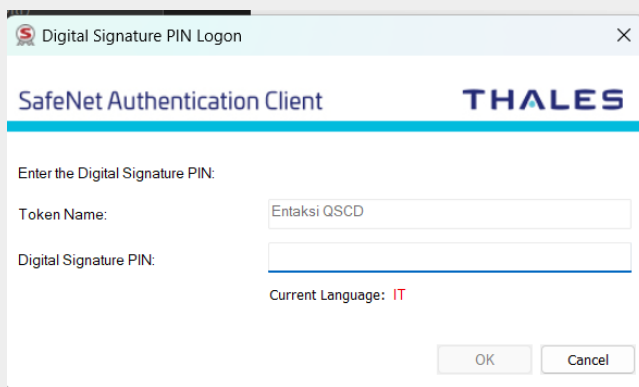 Digital Signature PIN Logon
SafeNet Authentication Client THALES
Enter the Digital Signature PIN:
Token Name: Entaksi QSCD
Digital Signature PIN:
Current Language: IT
OK Cancel